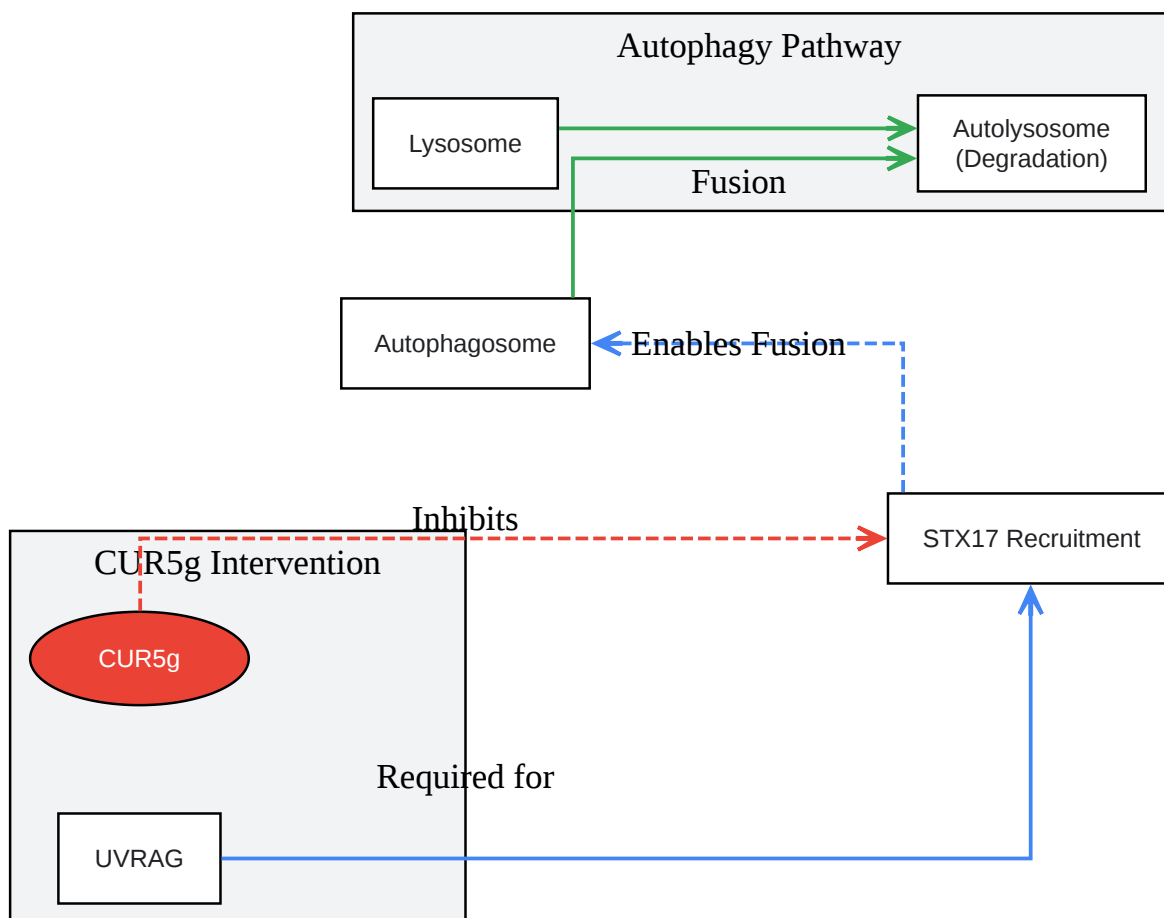 Autophagy Pathway
Lysosome
Autolysosome
(Degradation)
Fusion
Autophagosome
Enables Fusion
Inhibits
STX17 Recruitment
CUR5g Intervention
CUR5g
Required for
UVRAG